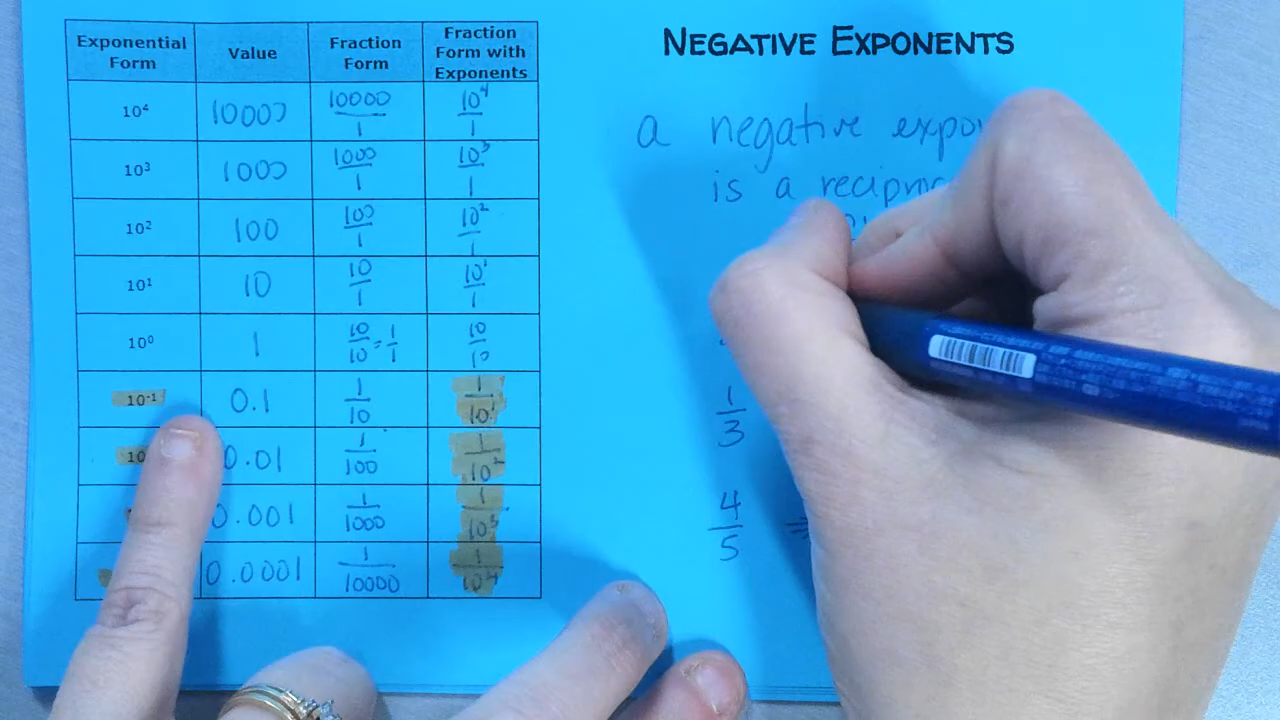 Exponential Form | Value | Fraction Form | Fraction Form with Exponents
10⁴ | 10000 | 10000/1 | 10⁴/1
10³ | 1000 | 1000/1 | 10³/1
10² | 100 | 100/1 | 10²/1
10¹ | 10 | 10/1 | 10¹/1
10⁰ | 1 | 10/10 = 1/1 | 10/10
10⁻¹ | 0.1 | 1/10 | 1/10¹
10 | 0.01 | 1/100 | 1/10²
0.001 | 1/1000 | 1/10³
0.0001 | 1/10000 | 1/10⁴
NEGATIVE EXPONENTS
a negative expo
is a recipro
1/3
4/5 ⇒